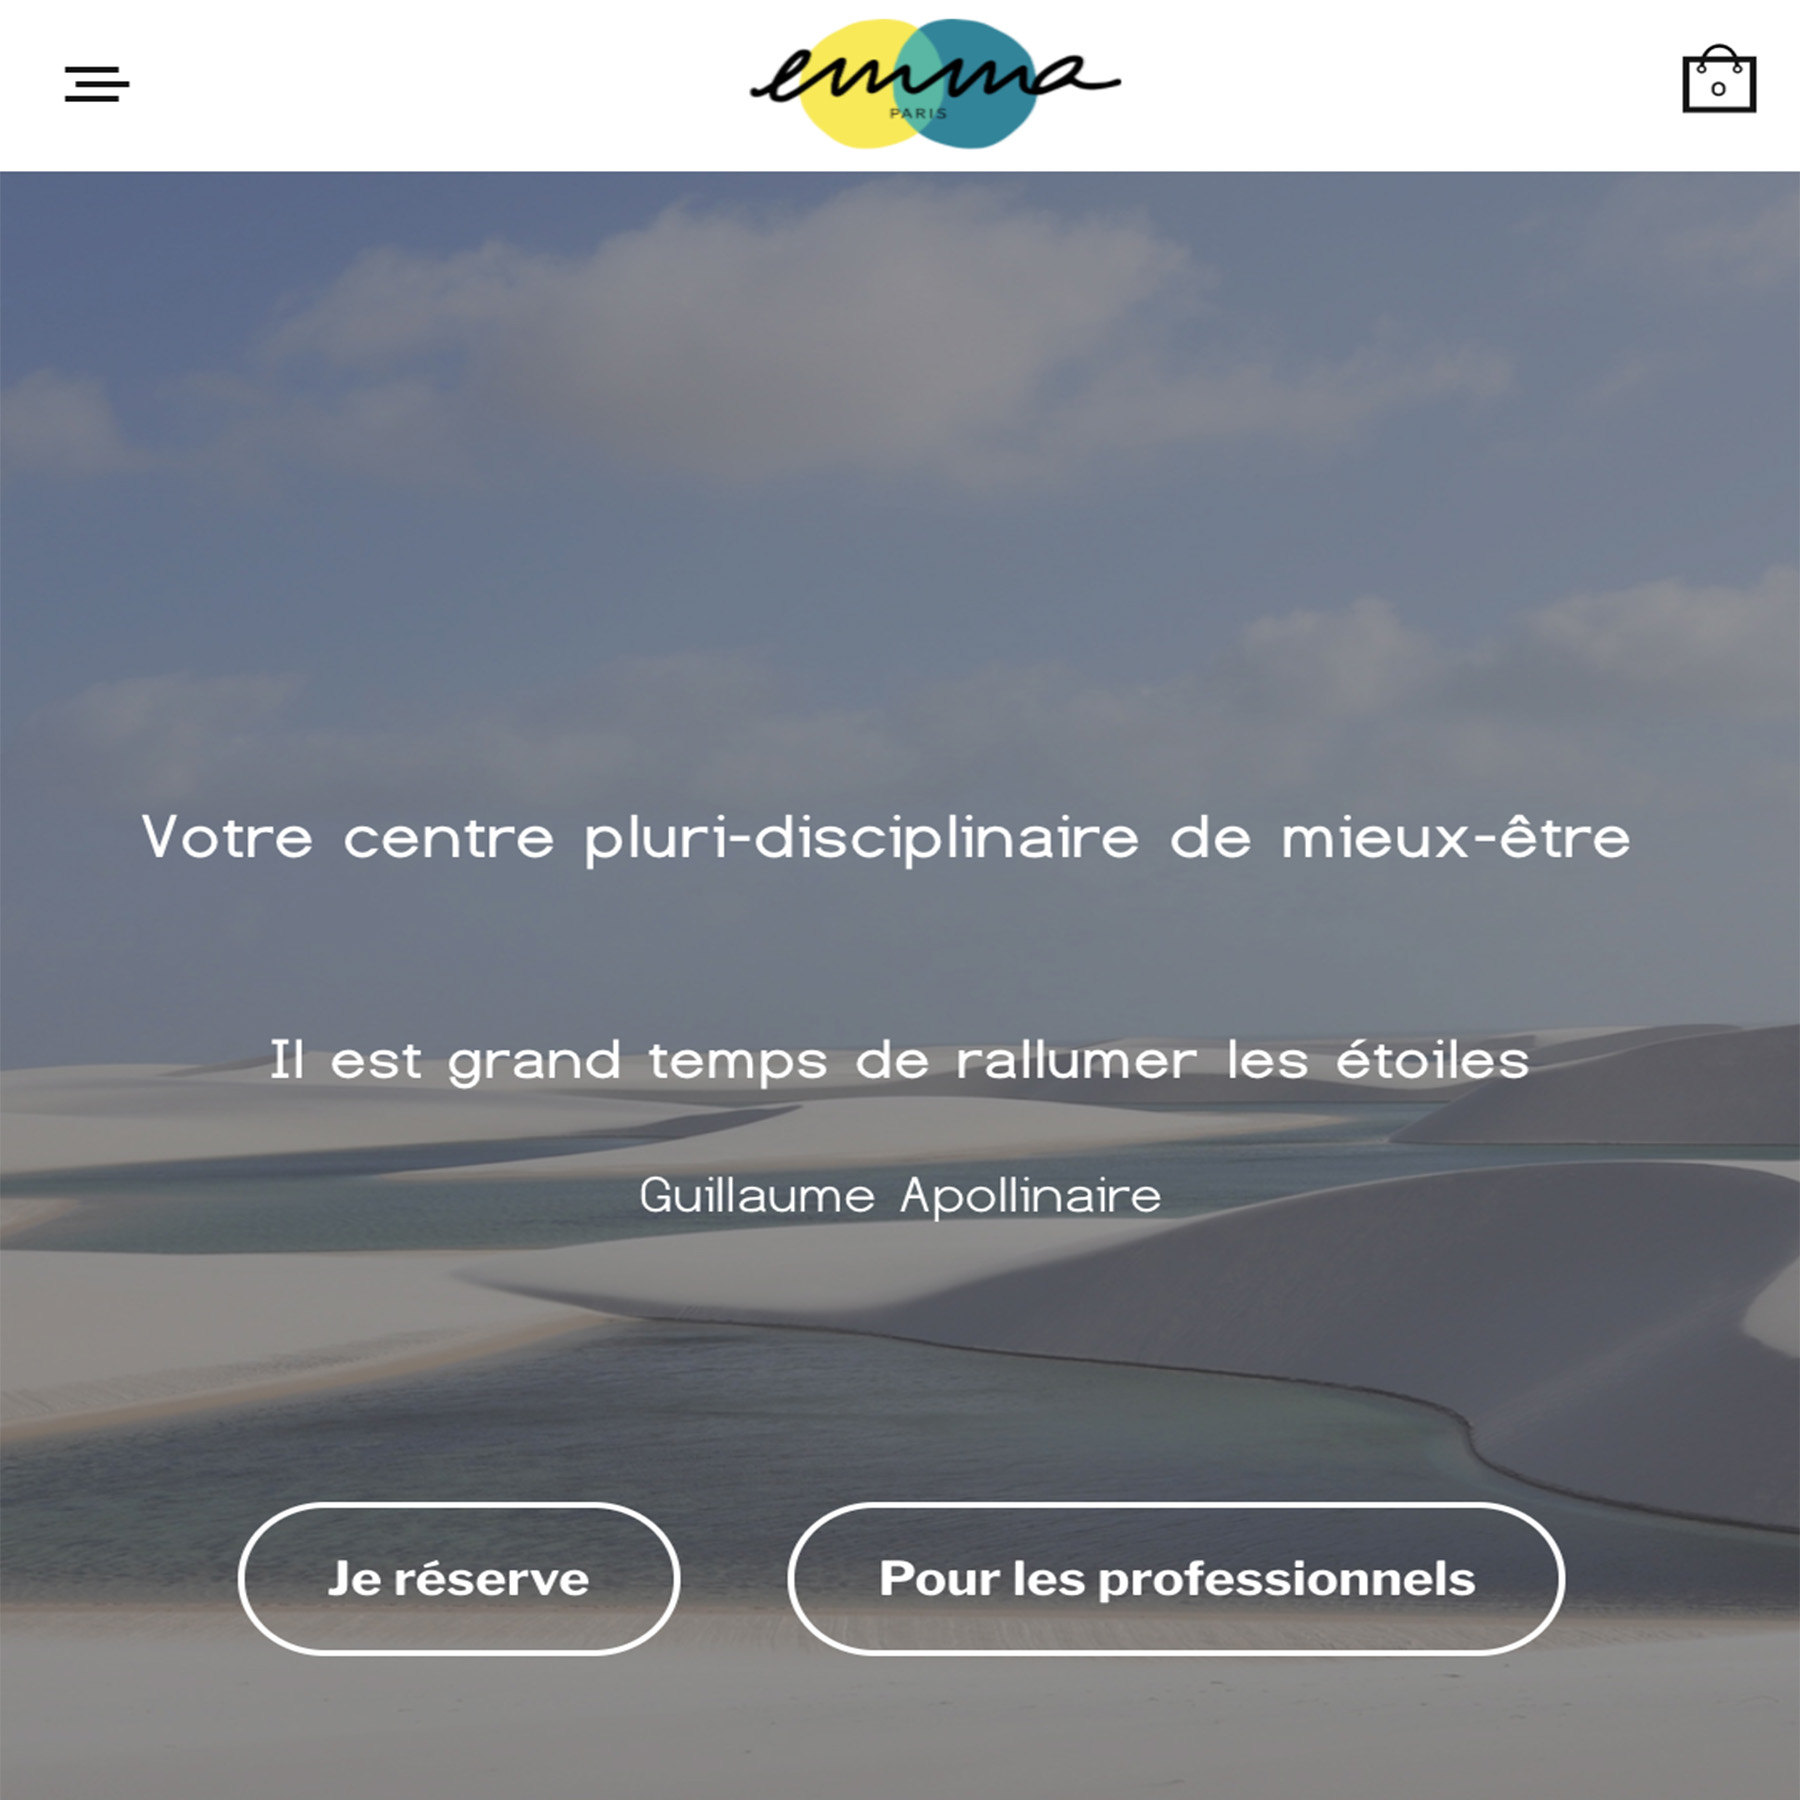 emma
PARIS
0
Votre centre pluri-disciplinaire de mieux-être
Il est grand temps de rallumer les étoiles
Guillaume Apollinaire
Je réserve
Pour les professionnels